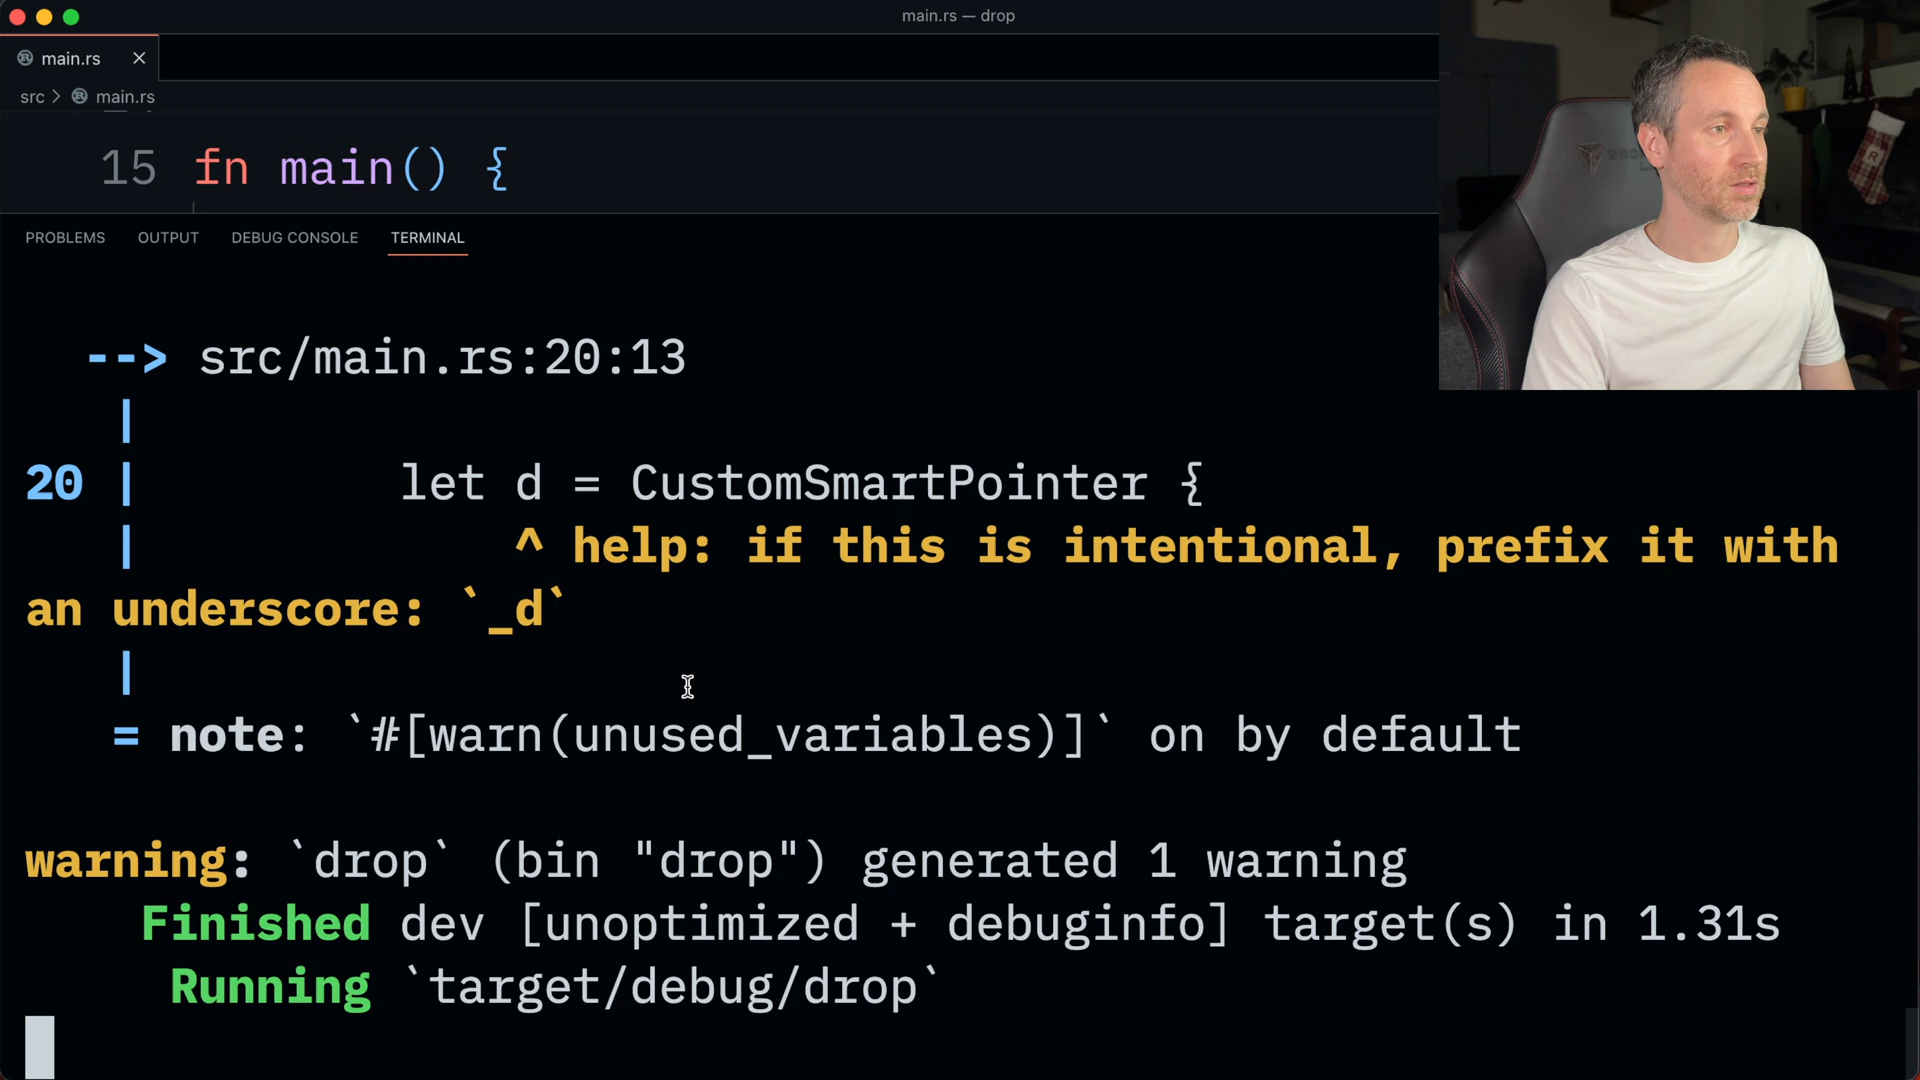 main.rs — drop
main.rs
src > main.rs
15 fn main() {
PROBLEMS OUTPUT DEBUG CONSOLE TERMINAL
--> src/main.rs:20:13
|
20 | let d = CustomSmartPointer {
| ^ help: if this is intentional, prefix it with
an underscore: `_d`
|
= note: `#[warn(unused_variables)]` on by default
warning: `drop` (bin "drop") generated 1 warning
Finished dev [unoptimized + debuginfo] target(s) in 1.31s
Running `target/debug/drop`
R